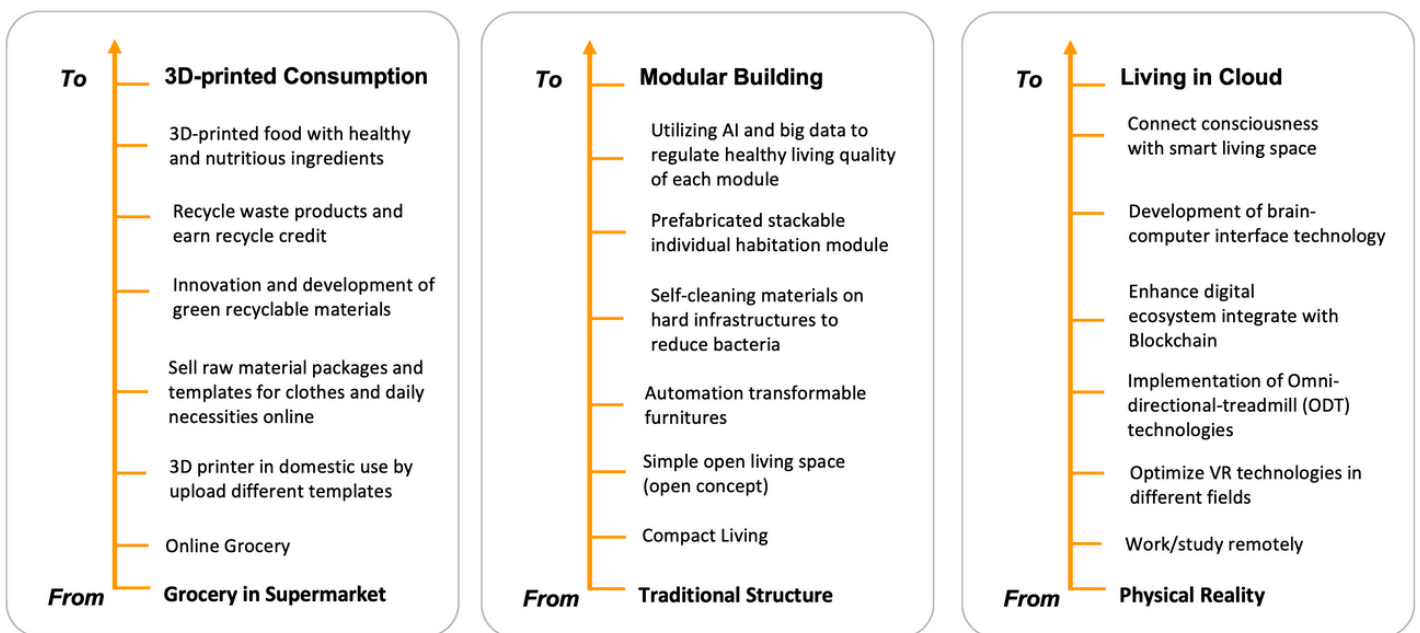 To
3D-printed Consumption
3D-printed food with healthy
and nutritious ingredients
Recycle waste products and
earn recycle credit
Innovation and development of
green recyclable materials
Sell raw material packages and
templates for clothes and daily
necessities online
3D printer in domestic use by
upload different templates
Online Grocery
From
Grocery in Supermarket
To
Modular Building
Utilizing AI and big data to
regulate healthy living quality
of each module
Prefabricated stackable
individual habitation module
Self-cleaning materials on
hard infrastructures to
reduce bacteria
Automation transformable
furnitures
Simple open living space
(open concept)
Compact Living
From
Traditional Structure
To
Living in Cloud
Connect consciousness
with smart living space
Development of brain-
computer interface technology
Enhance digital
ecosystem integrate with
Blockchain
Implementation of Omni-
directional-treadmill (ODT)
technologies
Optimize VR technologies in
different fields
Work/study remotely
From
Physical Reality